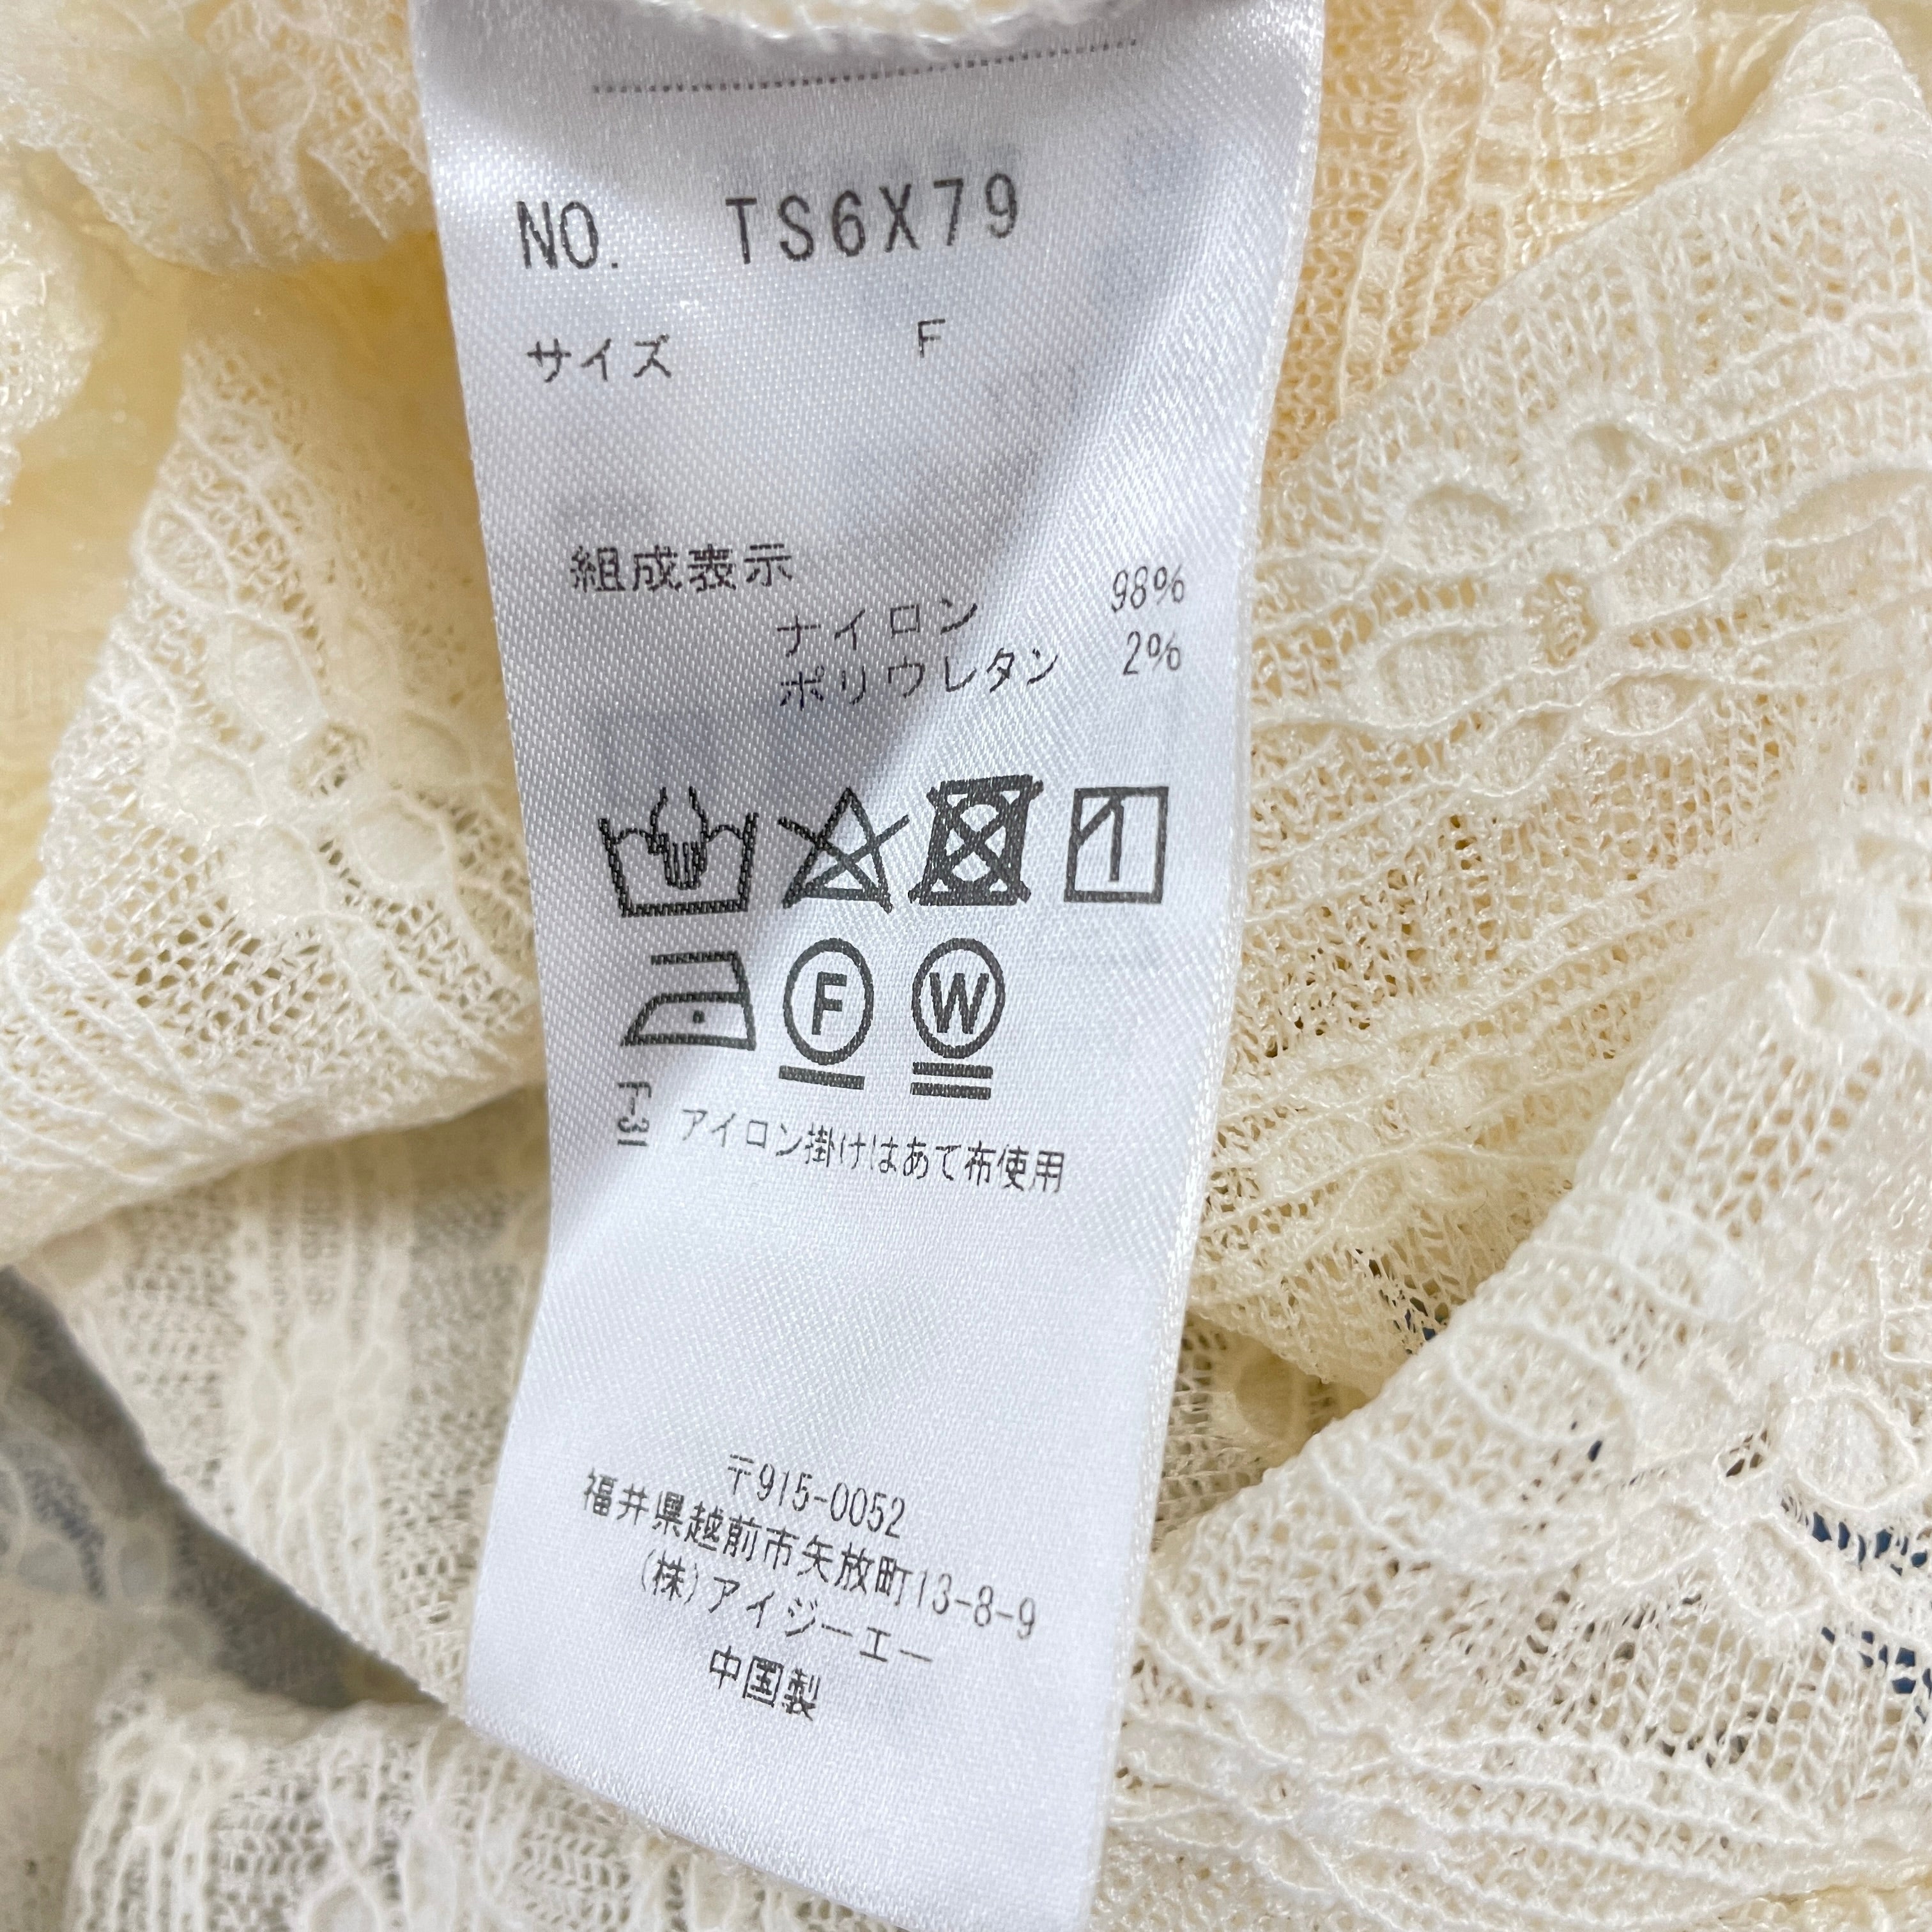 NO. TS6X79
サイズ F
組成表示
ナイロン 98%
ポリウレタン 2%
F
W
F-31
アイロン掛けはあて布使用
〒915-0052
福井県越前市矢放町13-8-9
(株)アイジーエー
中国製